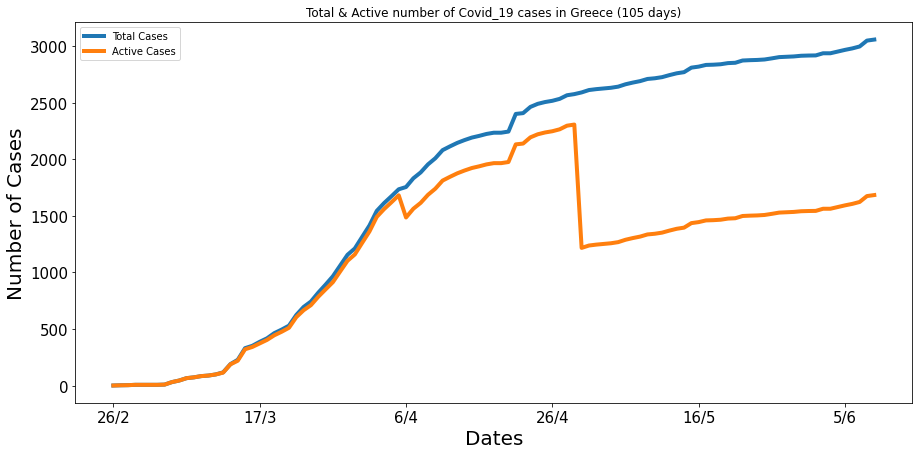 Total & Active number of Covid_19 cases in Greece (105 days)
Total Cases
Active Cases
Number of Cases
3000
2500
2000
1500
1000
500
0
26/2 17/3 6/4 26/4 16/5 5/6
Dates